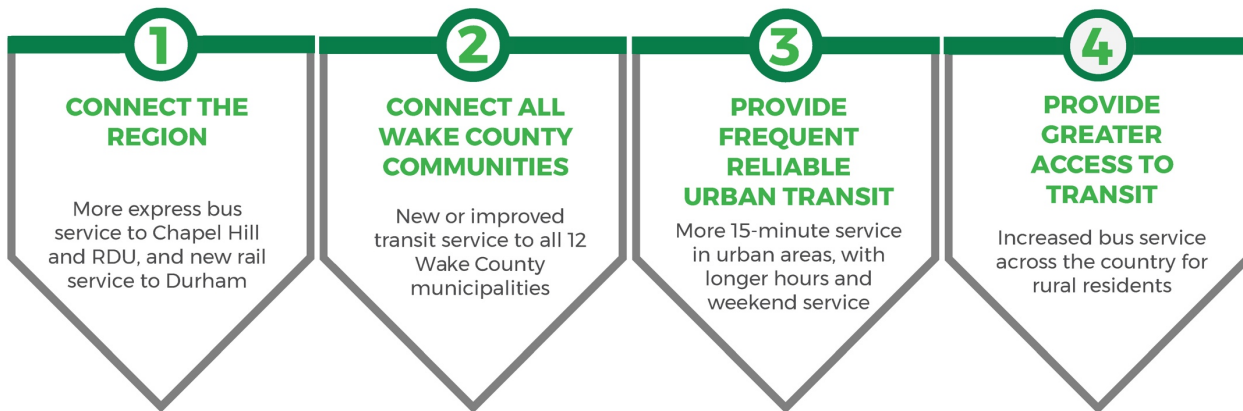 1
CONNECT THE
REGION
More express bus
service to Chapel Hill
and RDU, and new rail
service to Durham
2
CONNECT ALL
WAKE COUNTY
COMMUNITIES
New or improved
transit service to all 12
Wake County
municipalities
3
PROVIDE
FREQUENT
RELIABLE
URBAN TRANSIT
More 15-minute service
in urban areas, with
longer hours and
weekend service
4
PROVIDE
GREATER
ACCESS TO
TRANSIT
Increased bus service
across the country for
rural residents